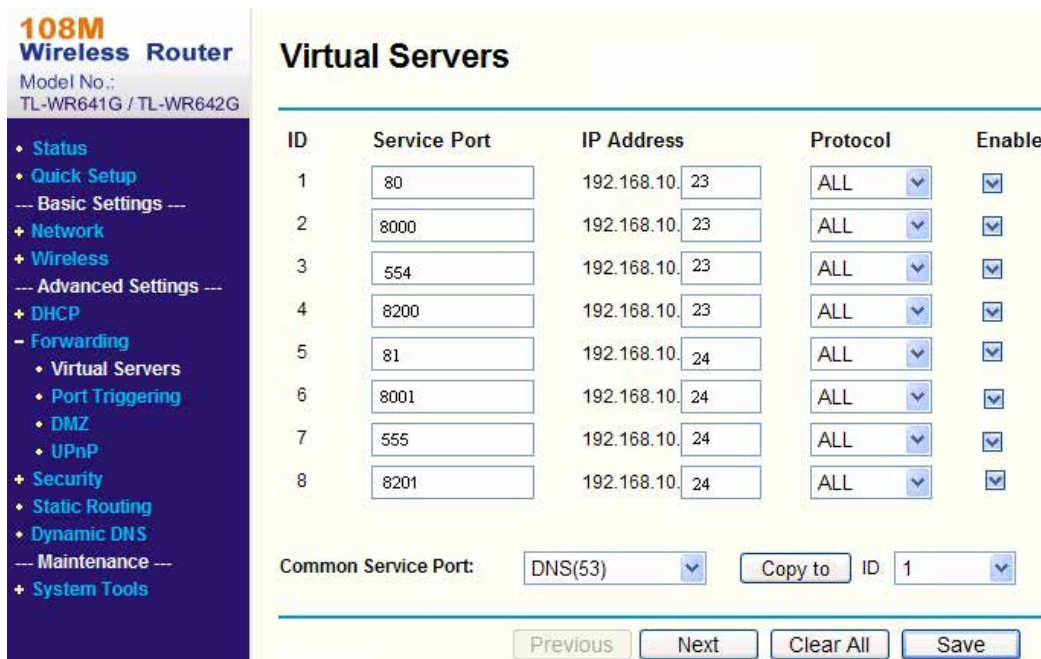 108M
Wireless Router
Model No.:
TL-WR641G / TL-WR642G
• Status
• Quick Setup
--- Basic Settings ---
+ Network
+ Wireless
--- Advanced Settings ---
+ DHCP
− Forwarding
• Virtual Servers
• Port Triggering
• DMZ
• UPnP
+ Security
• Static Routing
• Dynamic DNS
--- Maintenance ---
+ System Tools
Virtual Servers
ID Service Port IP Address Protocol Enable
1 80 192.168.10. 23 ALL
2 8000 192.168.10. 23 ALL
3 554 192.168.10. 23 ALL
4 8200 192.168.10. 23 ALL
5 81 192.168.10. 24 ALL
6 8001 192.168.10. 24 ALL
7 555 192.168.10. 24 ALL
8 8201 192.168.10. 24 ALL
Common Service Port: DNS(53) Copy to ID 1
Previous Next Clear All Save